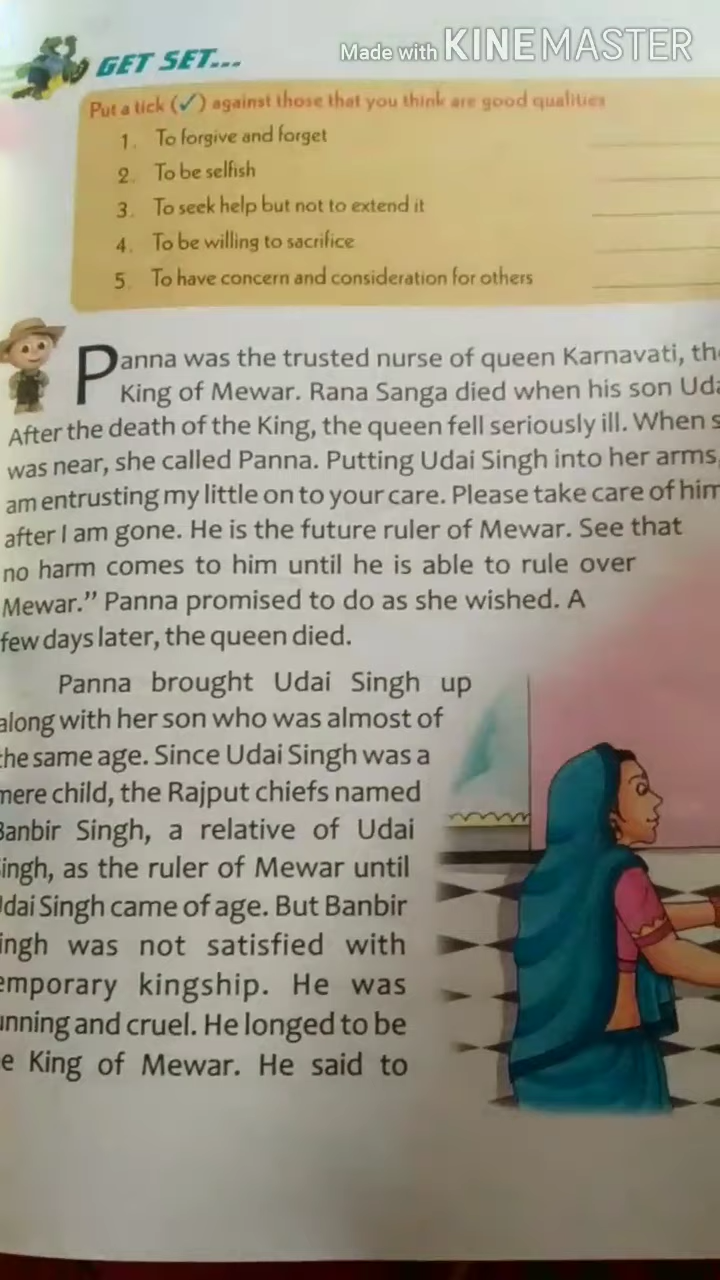 Made with KINEMASTER
GET SET...
Put a tick (✓) against those that you think are good qualities
1. To forgive and forget
2. To be selfish
3. To seek help but not to extend it
4. To be willing to sacrifice
5. To have concern and consideration for others
Panna was the trusted nurse of queen Karnavati, th
King of Mewar. Rana Sanga died when his son Uda
After the death of the King, the queen fell seriously ill. When s
was near, she called Panna. Putting Udai Singh into her arms,
am entrusting my little on to your care. Please take care of him
after I am gone. He is the future ruler of Mewar. See that
no harm comes to him until he is able to rule over
Mewar.” Panna promised to do as she wished. A
few days later, the queen died.
Panna brought Udai Singh up
along with her son who was almost of
the same age. Since Udai Singh was a
mere child, the Rajput chiefs named
Banbir Singh, a relative of Udai
ingh, as the ruler of Mewar until
dai Singh came of age. But Banbir
ingh was not satisfied with
emporary kingship. He was
unning and cruel. He longed to be
e King of Mewar. He said to